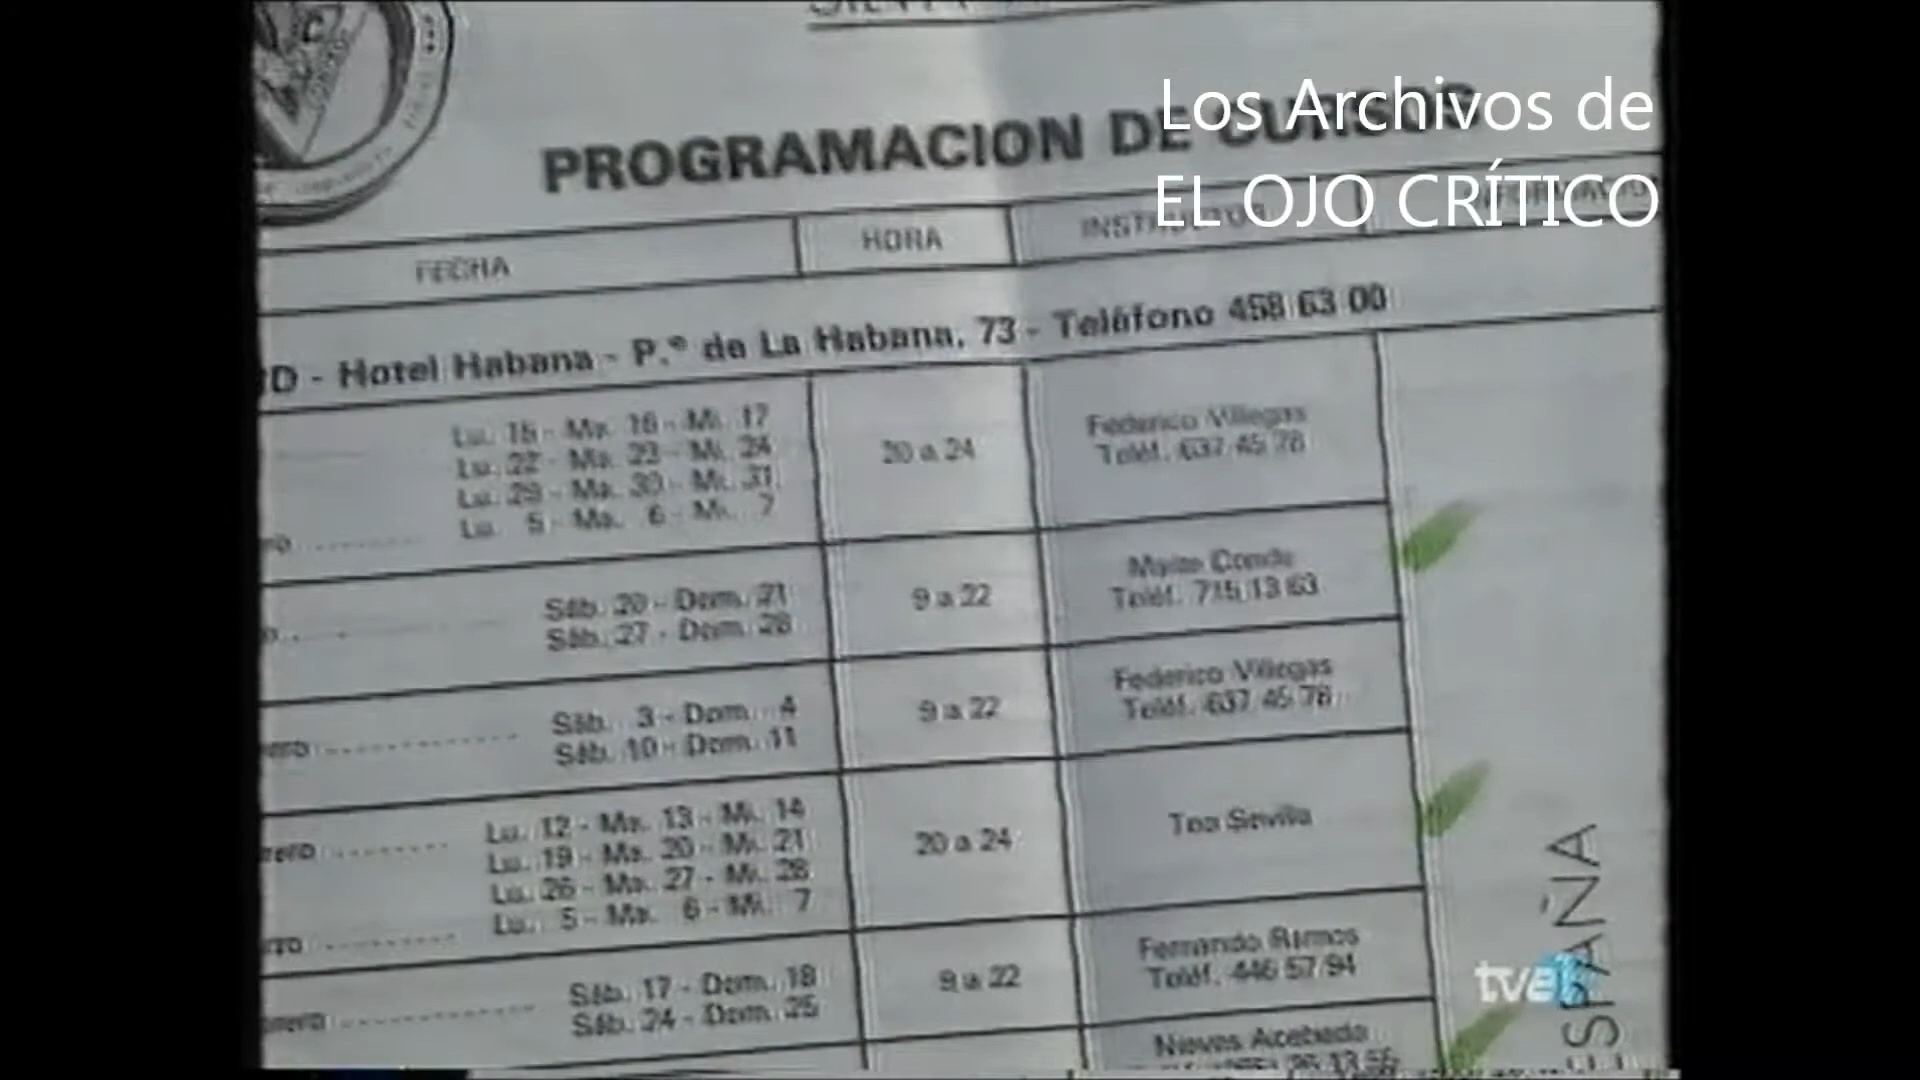 Los Archivos de
EL OJO CRÍTICO
PROGRAMACION DE CURSOS
FECHA
HORA
INSTRUCTOR
D - Hotel Habana - P.º de La Habana, 73 - Teléfono 458 63 00
Lu. 15 - Ma. 16 - Mi. 17
Lu. 22 - Ma. 23 - Mi. 24
Lu. 29 - Ma. 30 - Mi. 31
Lu. 5 - Ma. 6 - Mi. 7
20 a 24
Federico Villegas
Teléf. 637 45 78
Sáb. 20 - Dom. 21
Sáb. 27 - Dom. 28
9 a 22
Maite Conde
Teléf. 715 13 63
Sáb. 3 - Dom. 4
Sáb. 10 - Dom. 11
9 a 22
Federico Villegas
Teléf. 637 45 78
Lu. 12 - Ma. 13 - Mi. 14
Lu. 19 - Ma. 20 - Mi. 21
Lu. 26 - Ma. 27 - Mi. 28
Lu. 5 - Ma. 6 - Mi. 7
20 a 24
Tea Sevilla
Sáb. 17 - Dom. 18
Sáb. 24 - Dom. 25
9 a 22
Fernando Ramos
Teléf. 446 57 94
Nieves Acebedo
SPAÑA
tve1